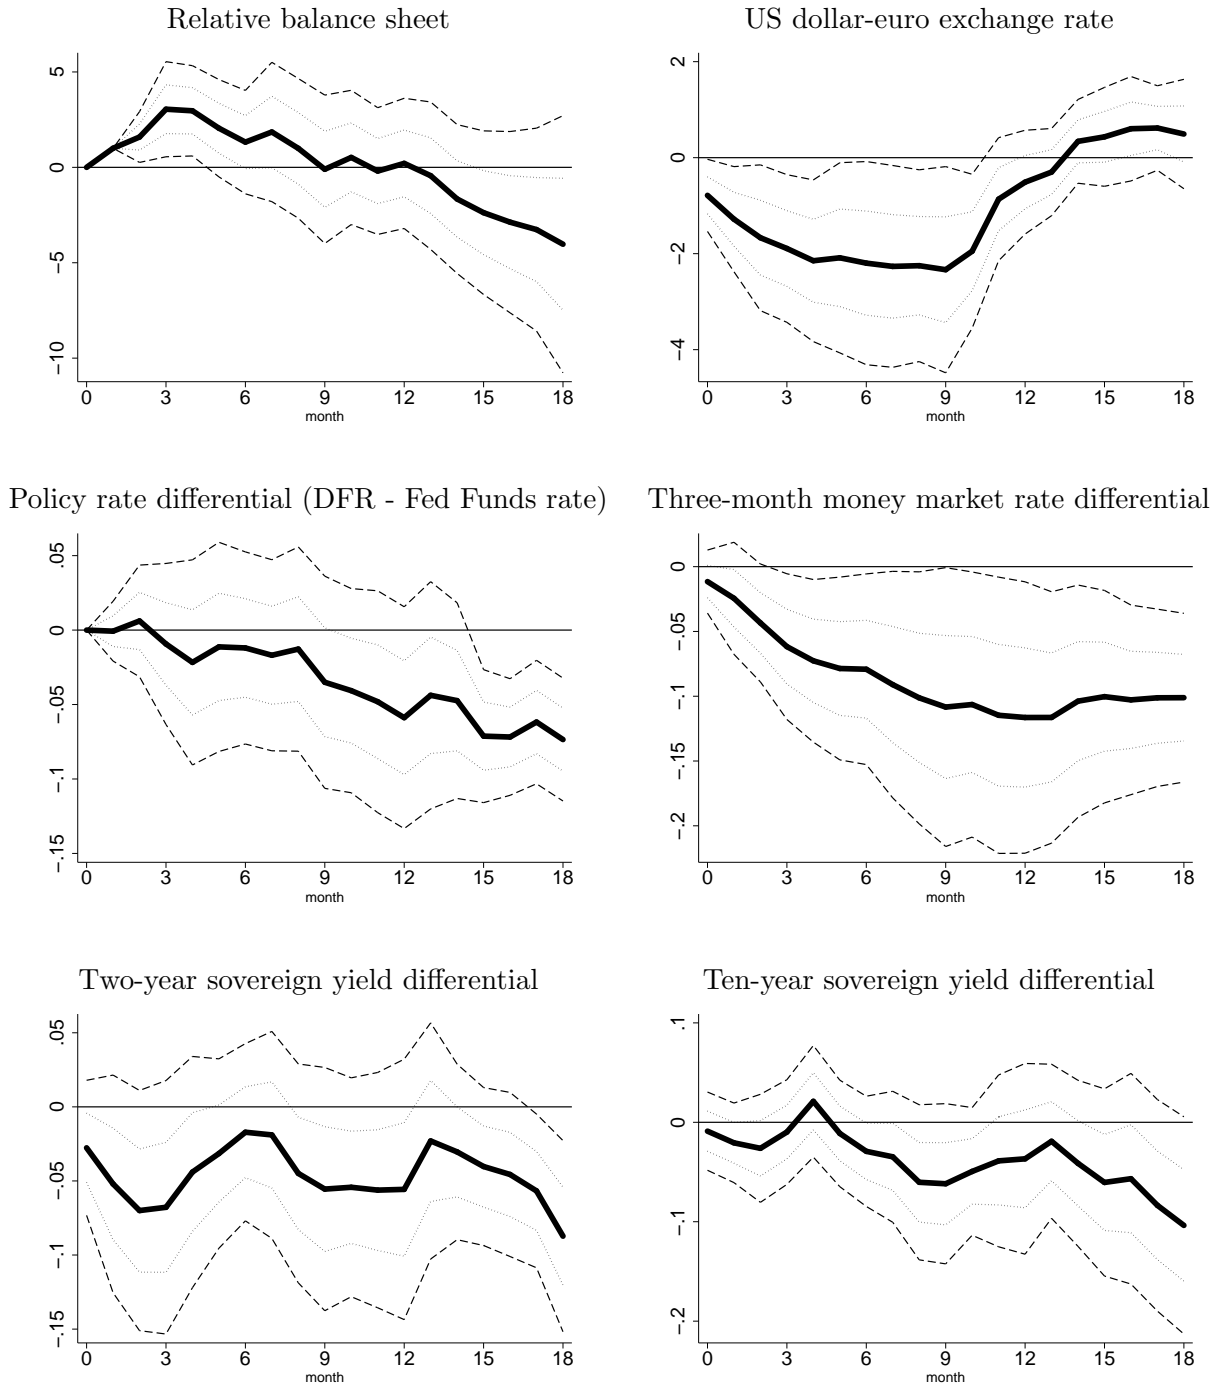 Relative balance sheet
5
0
−5
−10
0 3 6 9 12 15 18
month
US dollar-euro exchange rate
2
0
−2
−4
0 3 6 9 12 15 18
month
Policy rate differential (DFR - Fed Funds rate)
.05
0
−.05
−.1
−.15
0 3 6 9 12 15 18
month
Three-month money market rate differential
0
−.05
−.1
−.15
−.2
0 3 6 9 12 15 18
month
Two-year sovereign yield differential
.05
0
−.05
−.1
−.15
0 3 6 9 12 15 18
month
Ten-year sovereign yield differential
.1
0
−.1
−.2
0 3 6 9 12 15 18
month